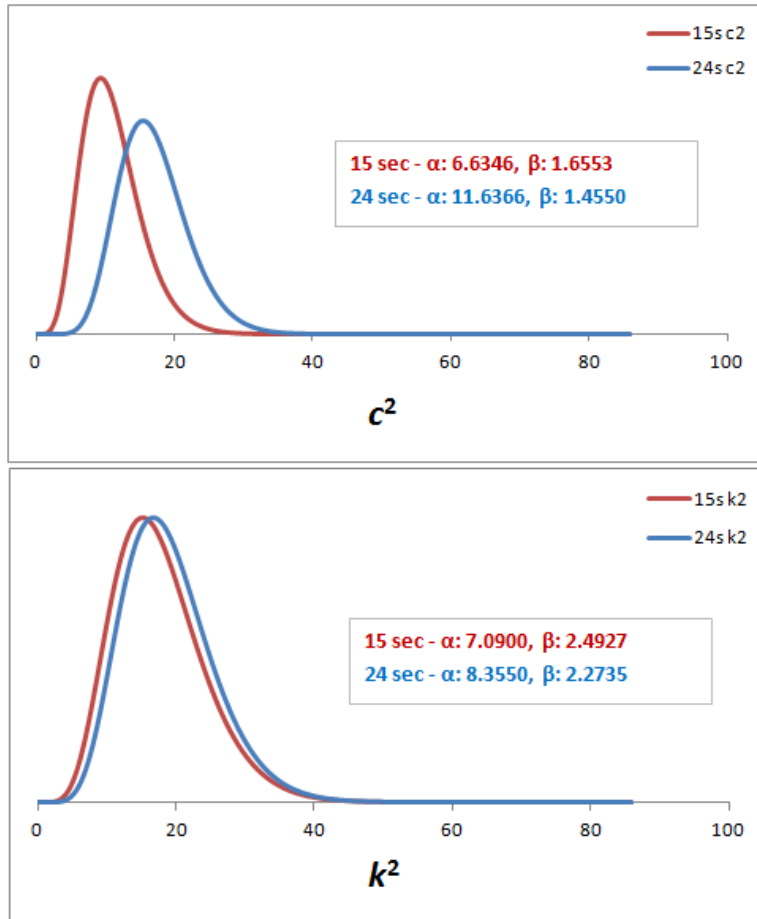 15s c2
24s c2
15 sec - α: 6.6346, β: 1.6553
24 sec - α: 11.6366, β: 1.4550
0 20 40 60 80 100
c²
15s k2
24s k2
15 sec - α: 7.0900, β: 2.4927
24 sec - α: 8.3550, β: 2.2735
0 20 40 60 80 100
k²